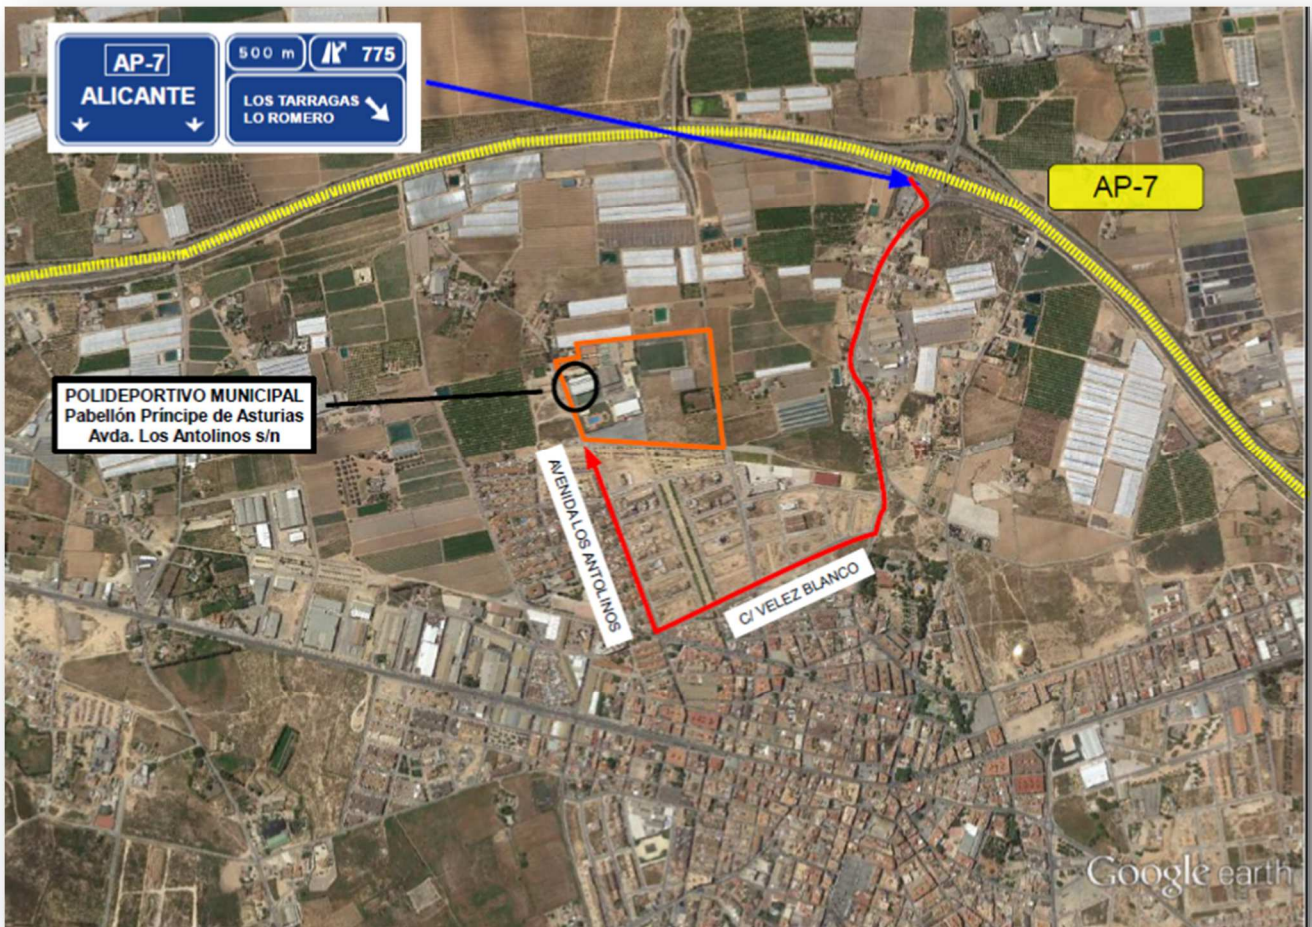 AP-7
ALICANTE
500 m
775
LOS TARRAGAS
LO ROMERO
AP-7
POLIDEPORTIVO MUNICIPAL
Pabellón Príncipe de Asturias
Avda. Los Antolinos s/n
AVENIDA LOS ANTOLINOS
C/ VELEZ BLANCO
Google earth